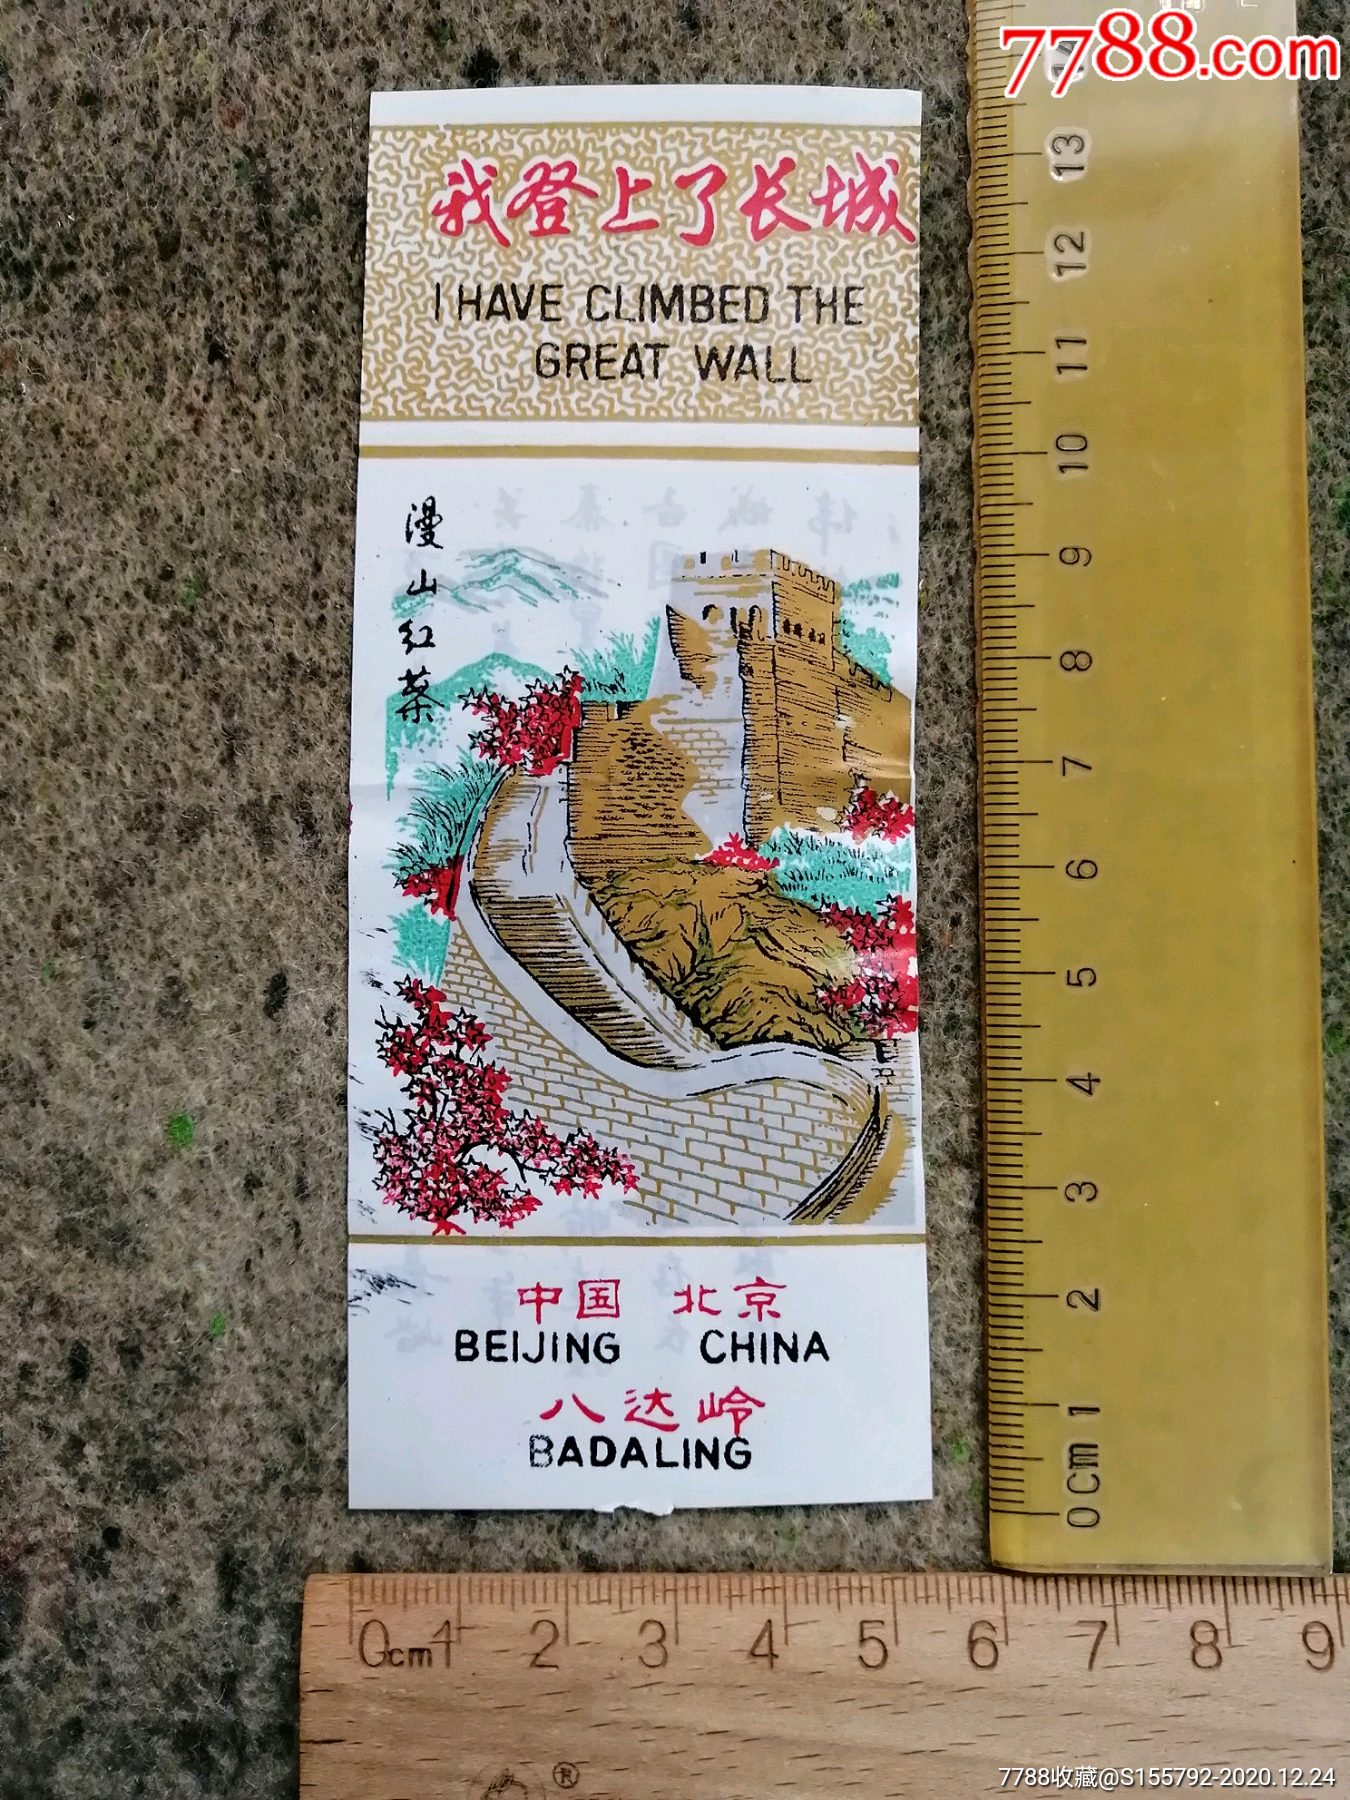 7788.com
我登上了长城
I HAVE CLIMBED THE
GREAT WALL
漫山红叶
中国 北京
BEIJING CHINA
八达岭
BADALING
13
12
11
10
9
8
7
6
5
4
3
2
1
0cm
0cm 1 2 3 4 5 6 7 8 9
7788收藏@S155792-2020.12.24